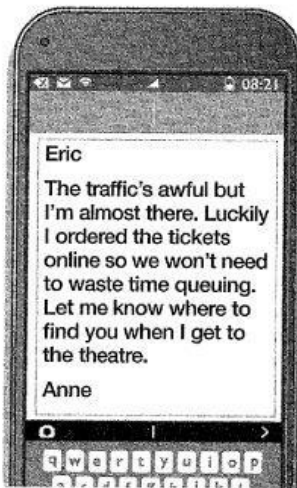 08-21
Eric
The traffic's awful but
I'm almost there. Luckily
I ordered the tickets
online so we won't need
to waste time queuing.
Let me know where to
find you when I get to
the theatre.
Anne
q w e r t y u i o p
a s d f g h j k l